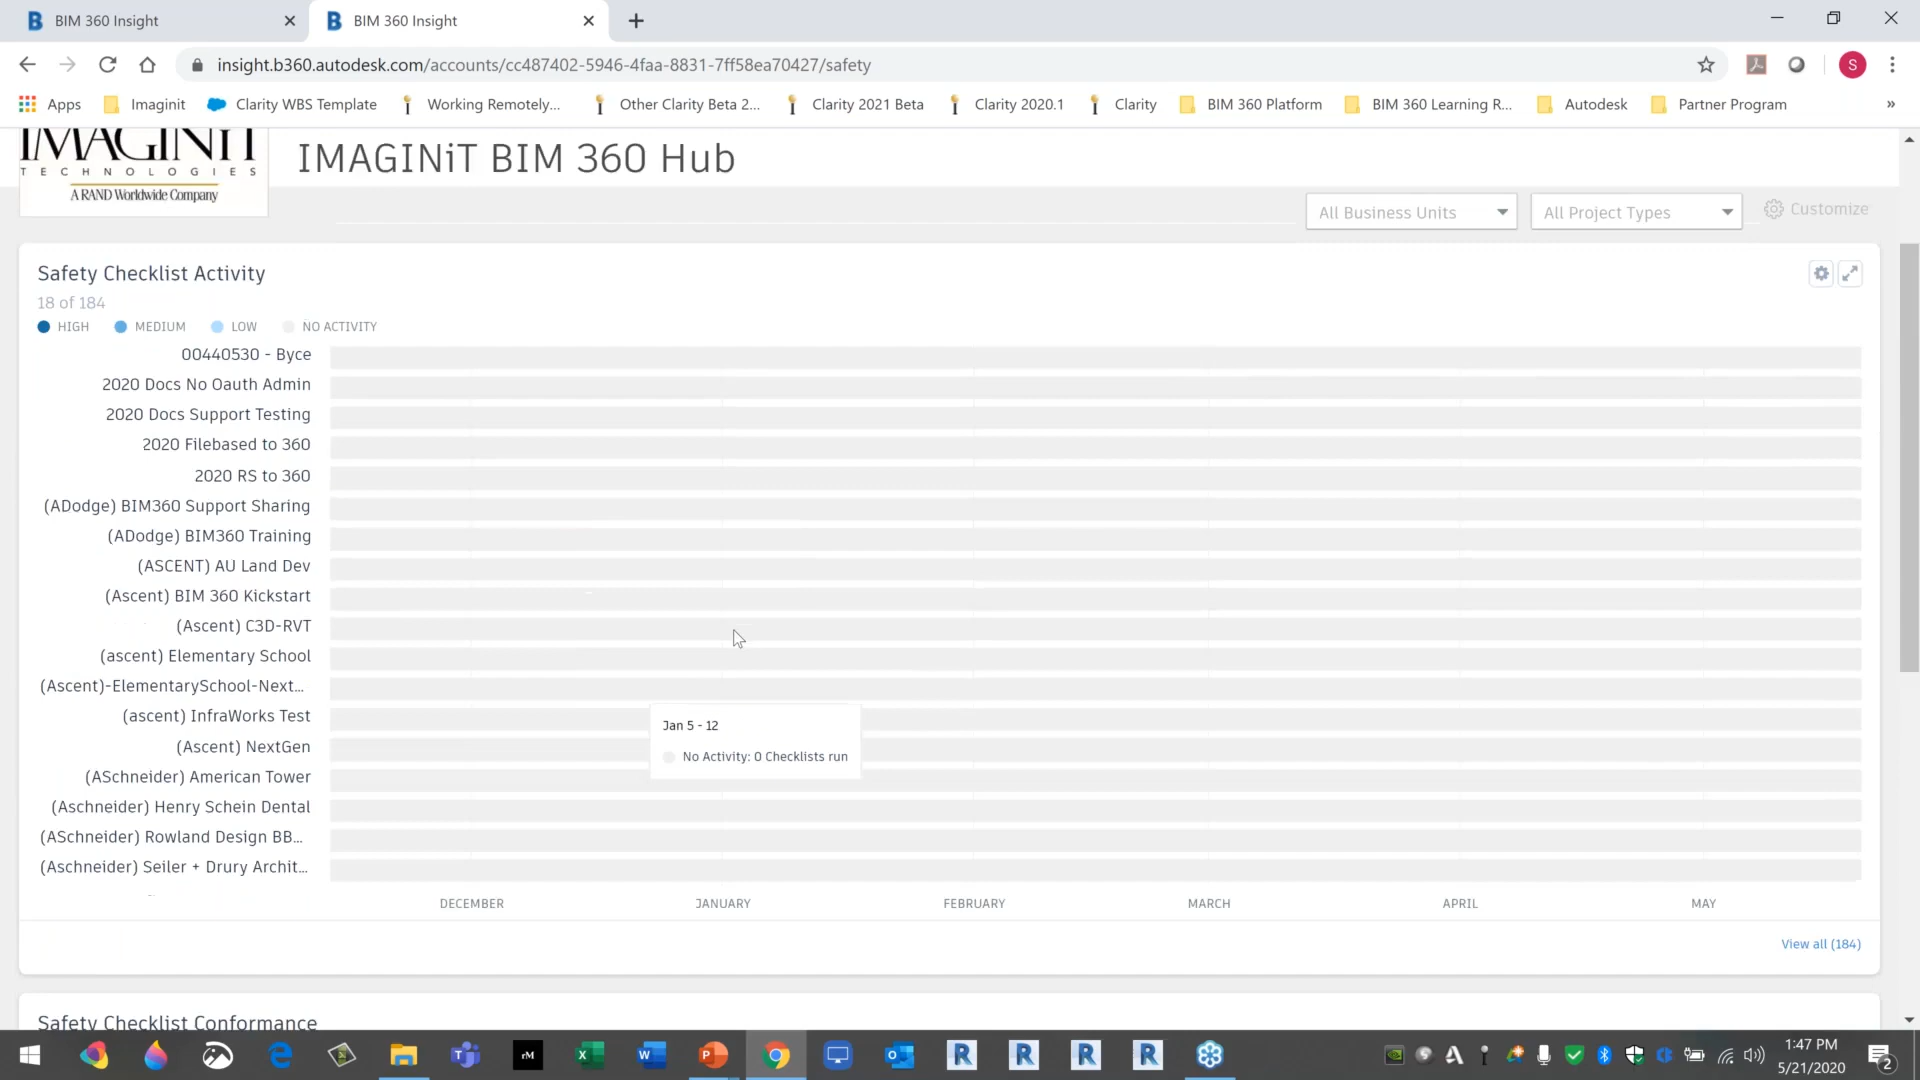 BIM 360 Insight
BIM 360 Insight
insight.b360.autodesk.com/accounts/cc487402-5946-4faa-8831-7ff58ea70427/safety
S
Apps
Imaginit
Clarity WBS Template
Working Remotely...
Other Clarity Beta 2...
Clarity 2021 Beta
Clarity 2020.1
Clarity
BIM 360 Platform
BIM 360 Learning R...
Autodesk
Partner Program
»
IMAGINiT
TECHNOLOGIES
A RAND Worldwide Company
IMAGINiT BIM 360 Hub
All Business Units
All Project Types
Customize
Safety Checklist Activity
18 of 184
HIGH
MEDIUM
LOW
NO ACTIVITY
00440530 - Byce
2020 Docs No Oauth Admin
2020 Docs Support Testing
2020 Filebased to 360
2020 RS to 360
(ADodge) BIM360 Support Sharing
(ADodge) BIM360 Training
(ASCENT) AU Land Dev
(Ascent) BIM 360 Kickstart
(Ascent) C3D-RVT
(ascent) Elementary School
(Ascent)-ElementarySchool-Next...
(ascent) InfraWorks Test
(Ascent) NextGen
(ASchneider) American Tower
(Aschneider) Henry Schein Dental
(ASchneider) Rowland Design BB...
(Aschneider) Seiler + Drury Archit...
Jan 5 - 12
No Activity: 0 Checklists run
DECEMBER
JANUARY
FEBRUARY
MARCH
APRIL
MAY
View all (184)
Safety Checklist Conformance
rM
1:47 PM
5/21/2020
2